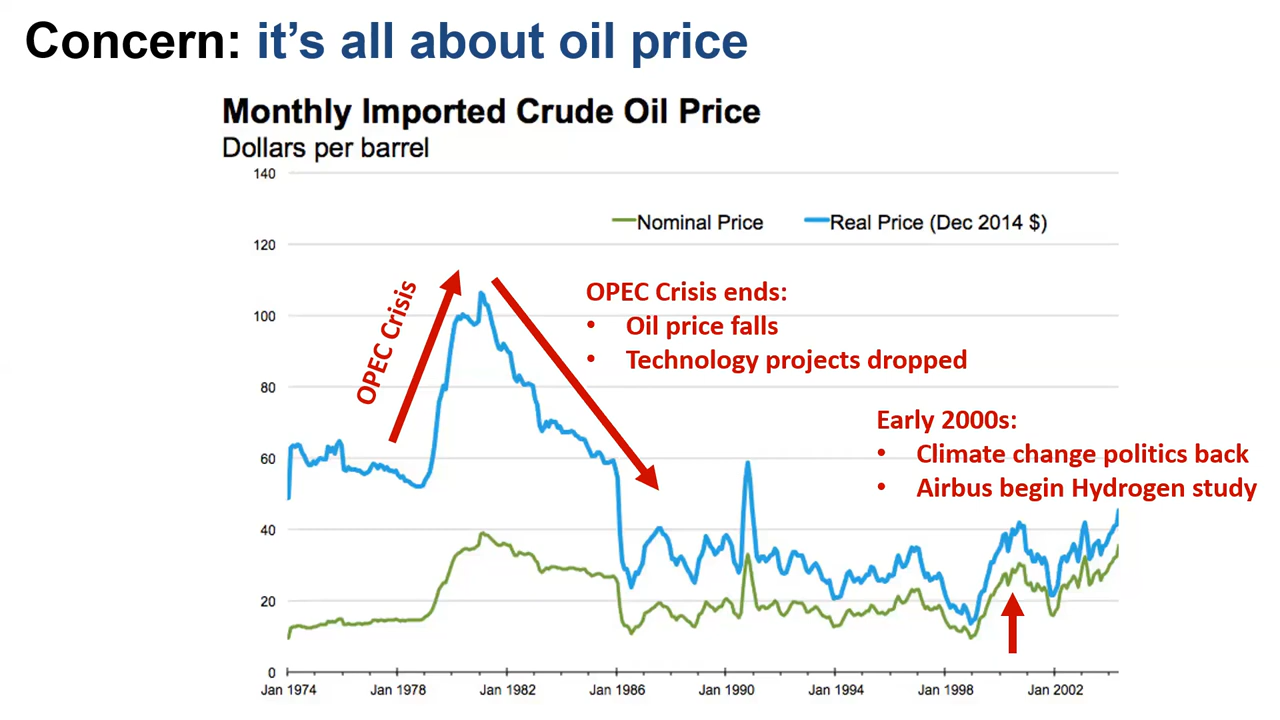 Concern: it's all about oil price
Monthly Imported Crude Oil Price
Dollars per barrel
140
Nominal Price
Real Price (Dec 2014 $)
120
OPEC Crisis
OPEC Crisis ends:
• Oil price falls
• Technology projects dropped
100
80
Early 2000s:
• Climate change politics back
• Airbus begin Hydrogen study
60
40
20
0
Jan 1974 Jan 1978 Jan 1982 Jan 1986 Jan 1990 Jan 1994 Jan 1998 Jan 2002